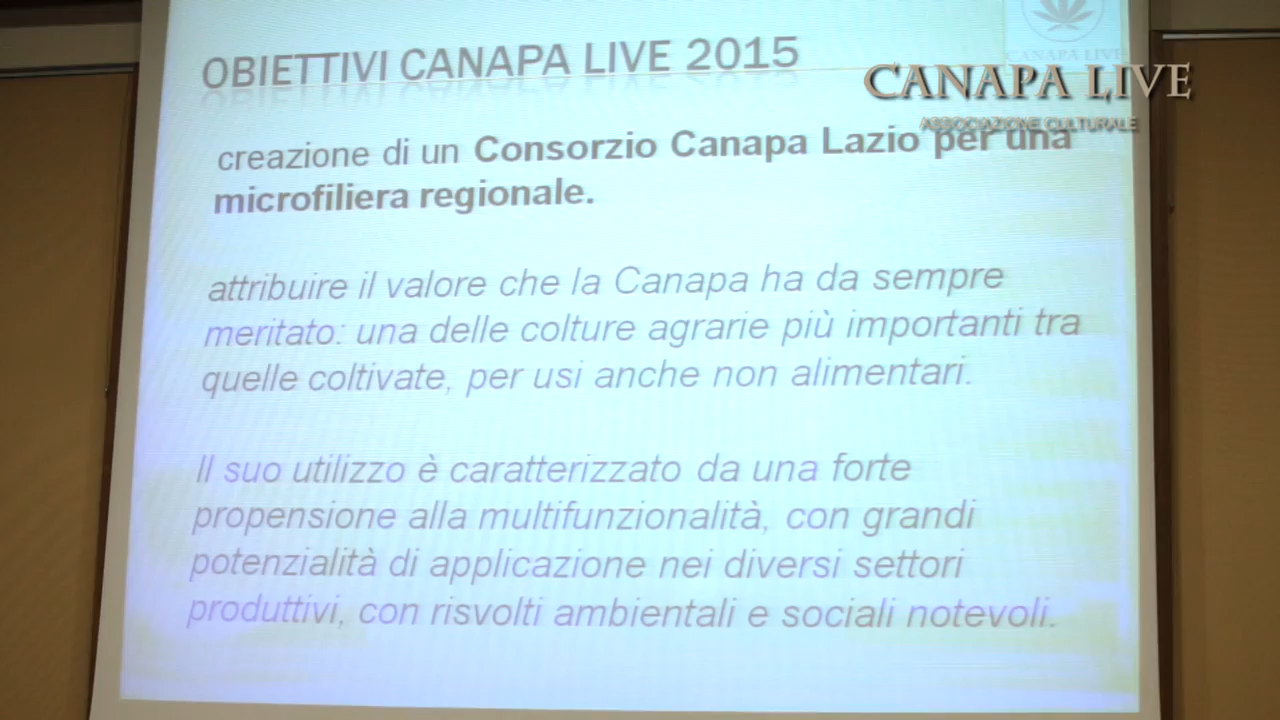 CANAPA LIVE
OBIETTIVI CANAPA LIVE 2015
CANAPA LIVE
ASSOCIAZIONE CULTURALE
creazione di un Consorzio Canapa Lazio per una
microfiliera regionale.
attribuire il valore che la Canapa ha da sempre
meritato: una delle colture agrarie più importanti tra
quelle coltivate, per usi anche non alimentari.
Il suo utilizzo è caratterizzato da una forte
propensione alla multifunzionalità, con grandi
potenzialità di applicazione nei diversi settori
produttivi, con risvolti ambientali e sociali notevoli.